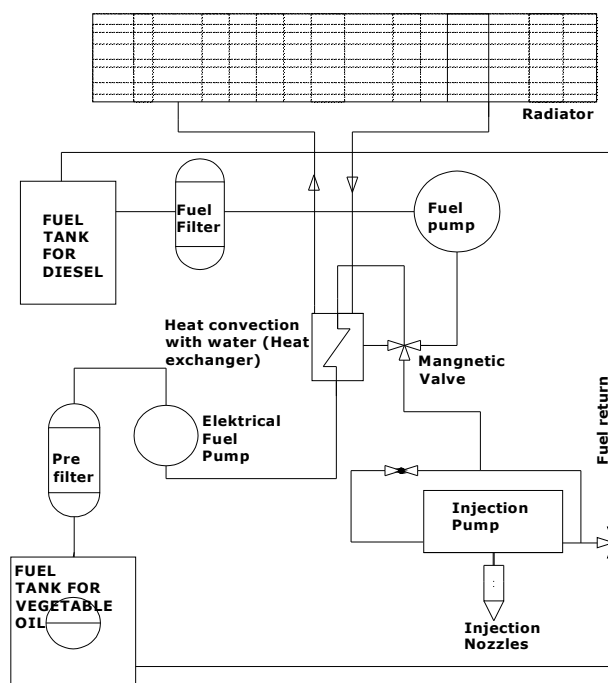 Radiator
Fuel
Filter
Fuel
pump
FUEL
TANK
FOR
DIESEL
Heat convection
with water (Heat
exchanger)
Mangnetic
Valve
Elektrical
Fuel
Pump
Pre
filter
Fuel return
Injection
Pump
FUEL
TANK FOR
VEGETABLE
OIL
Injection
Nozzles